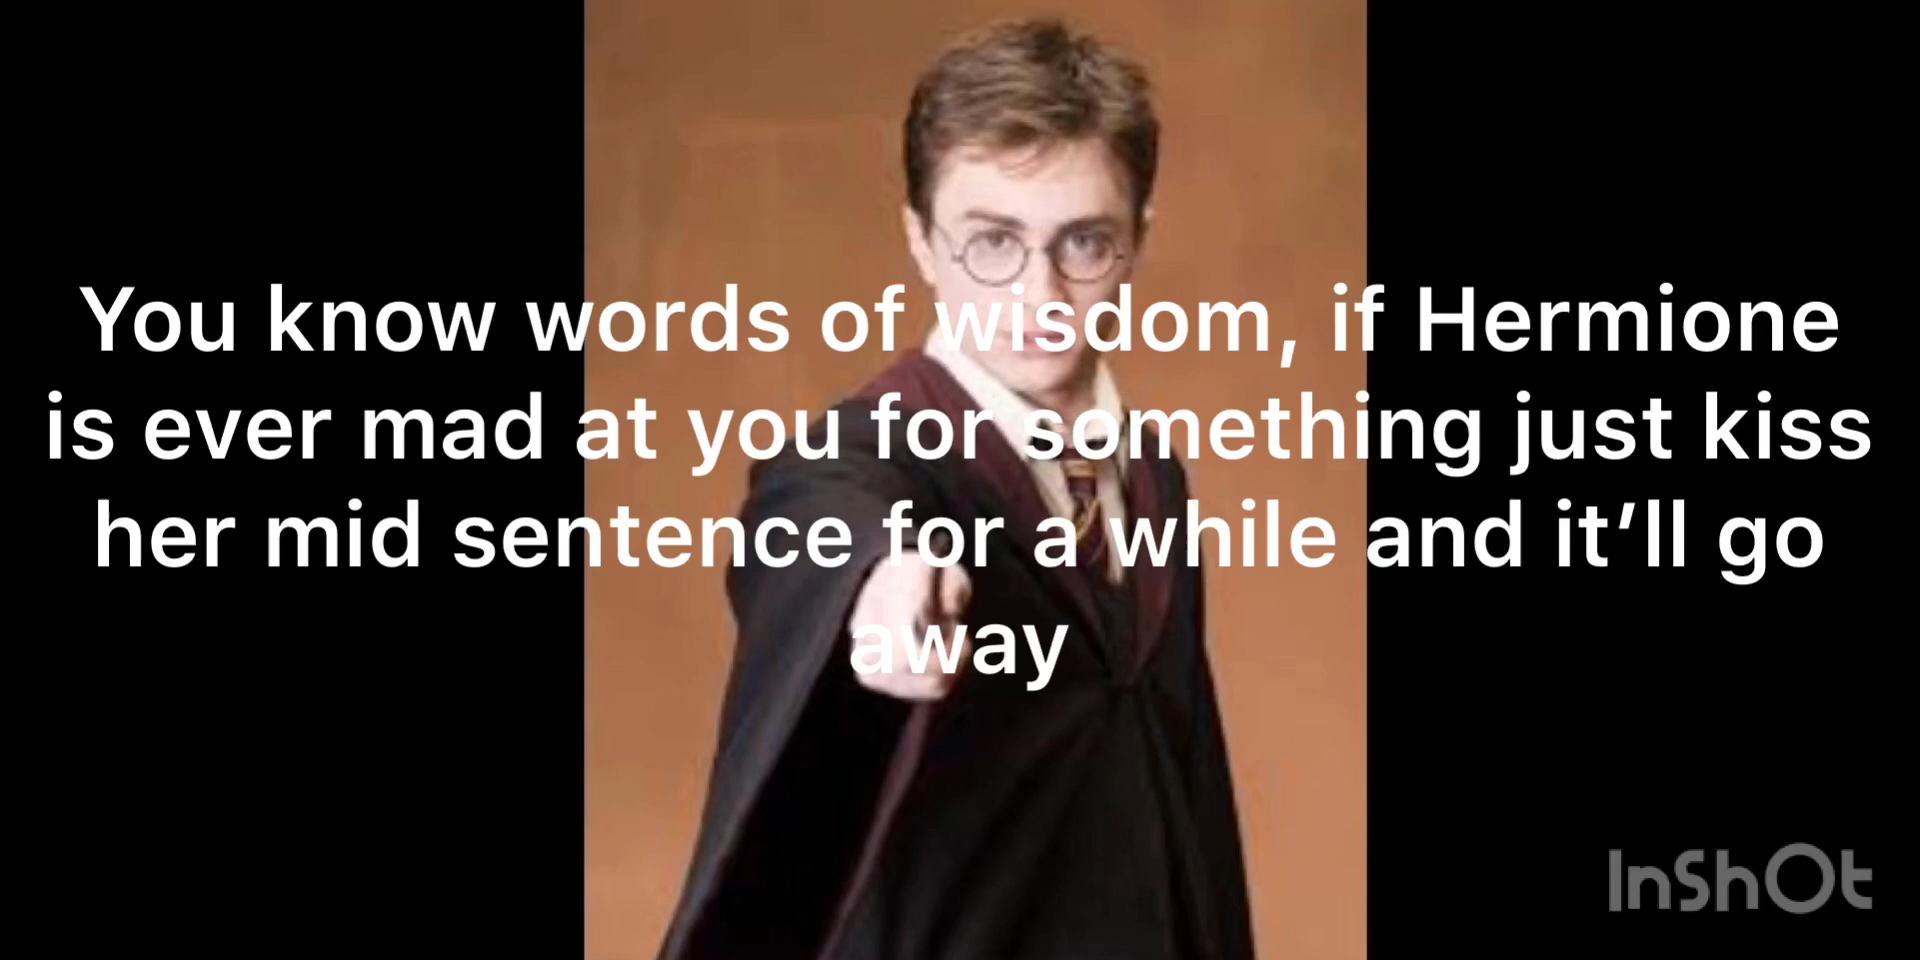 You know words of wisdom, if Hermione
is ever mad at you for something just kiss
her mid sentence for a while and it’ll go
away
InShOt